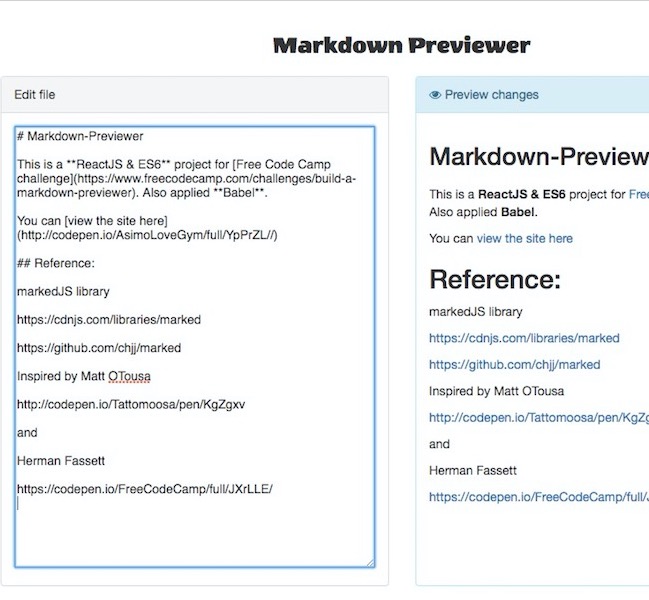 Markdown Previewer
Edit file
# Markdown-Previewer
This is a **ReactJS & ES6** project for [Free Code Camp
challenge](https://www.freecodecamp.com/challenges/build-a-
markdown-previewer). Also applied **Babel**.
You can [view the site here]
(http://codepen.io/AsimoLoveGym/full/YpPrZL//)
## Reference:
markedJS library
https://cdnjs.com/libraries/marked
https://github.com/chjj/marked
Inspired by Matt OTousa
http://codepen.io/Tattomoosa/pen/KgZgxv
and
Herman Fassett
https://codepen.io/FreeCodeCamp/full/JXrLLE/
Preview changes
Markdown-Preview
This is a ReactJS & ES6 project for Free
Also applied Babel.
You can view the site here
Reference:
markedJS library
https://cdnjs.com/libraries/marked
https://github.com/chjj/marked
Inspired by Matt OTousa
http://codepen.io/Tattomoosa/pen/KgZg
and
Herman Fassett
https://codepen.io/FreeCodeCamp/full/J